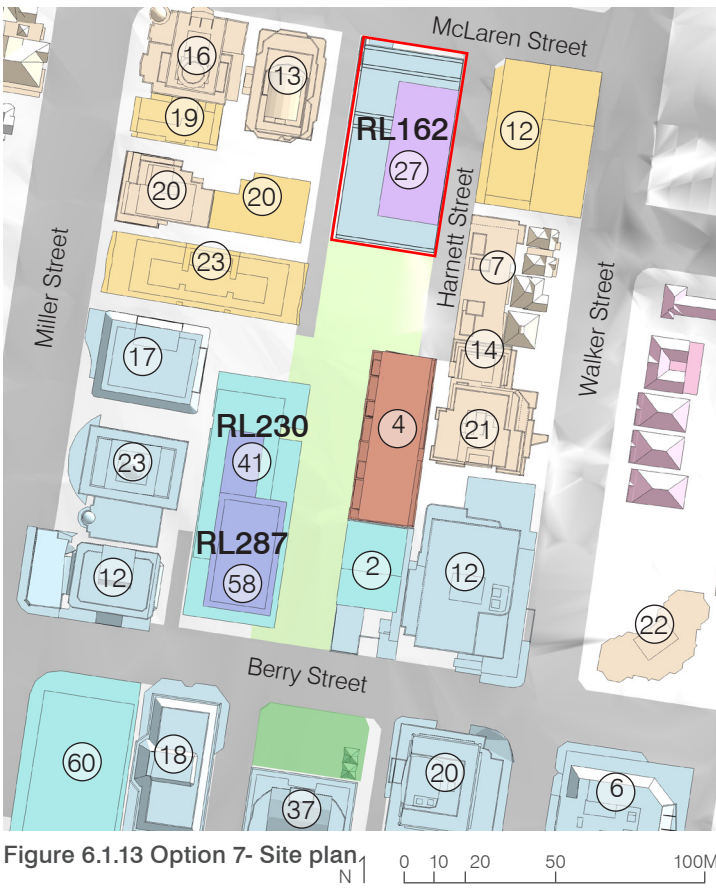 McLaren Street
16
13
19
12
RL162
27
20
20
Harnett Street
23
7
Miller Street
Walker Street
17
14
RL230
4
21
23
41
RL287
2
12
12
58
22
Berry Street
60
18
20
6
37
Figure 6.1.13 Option 7- Site plan
N
0 10 20 50 100M